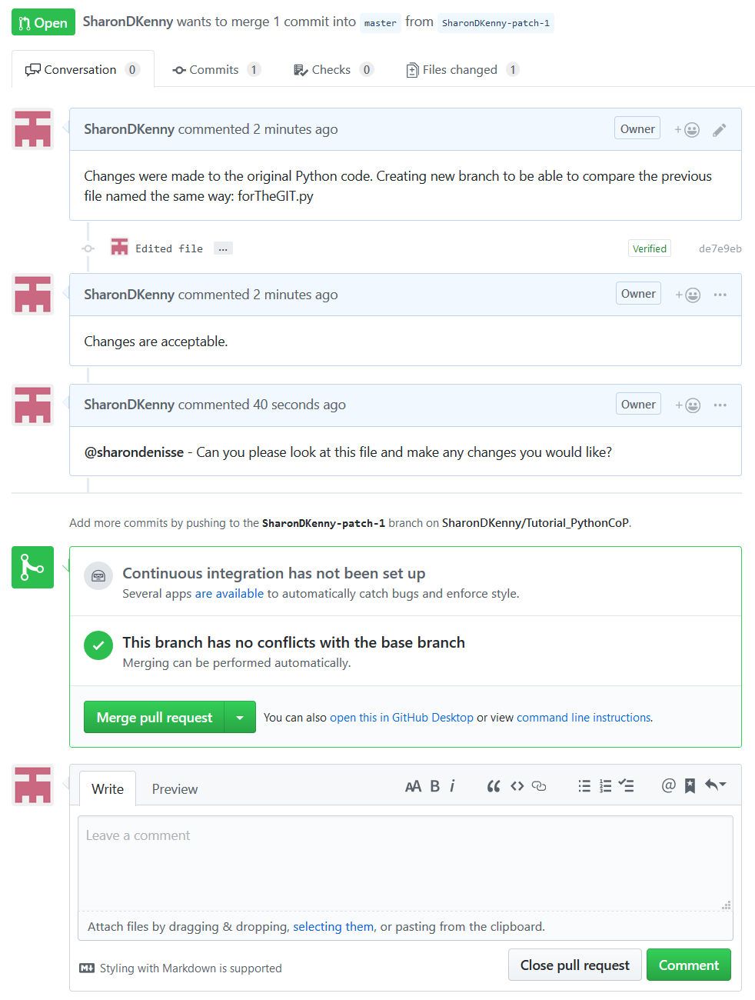 Open SharonDKenny wants to merge 1 commit into master from SharonDKenny-patch-1
Conversation 0 Commits 1 Checks 0 Files changed 1
SharonDKenny commented 2 minutes ago Owner
Changes were made to the original Python code. Creating new branch to be able to compare the previous
file named the same way: forTheGIT.py
Edited file ... Verified de7e9eb
SharonDKenny commented 2 minutes ago Owner
Changes are acceptable.
SharonDKenny commented 40 seconds ago Owner
@sharondenisse - Can you please look at this file and make any changes you would like?
Add more commits by pushing to the SharonDKenny-patch-1 branch on SharonDKenny/Tutorial_PythonCoP.
Continuous integration has not been set up
Several apps are available to automatically catch bugs and enforce style.
This branch has no conflicts with the base branch
Merging can be performed automatically.
Merge pull request You can also open this in GitHub Desktop or view command line instructions.
Write Preview AA B i
Leave a comment
Attach files by dragging & dropping, selecting them, or pasting from the clipboard.
Styling with Markdown is supported Close pull request Comment